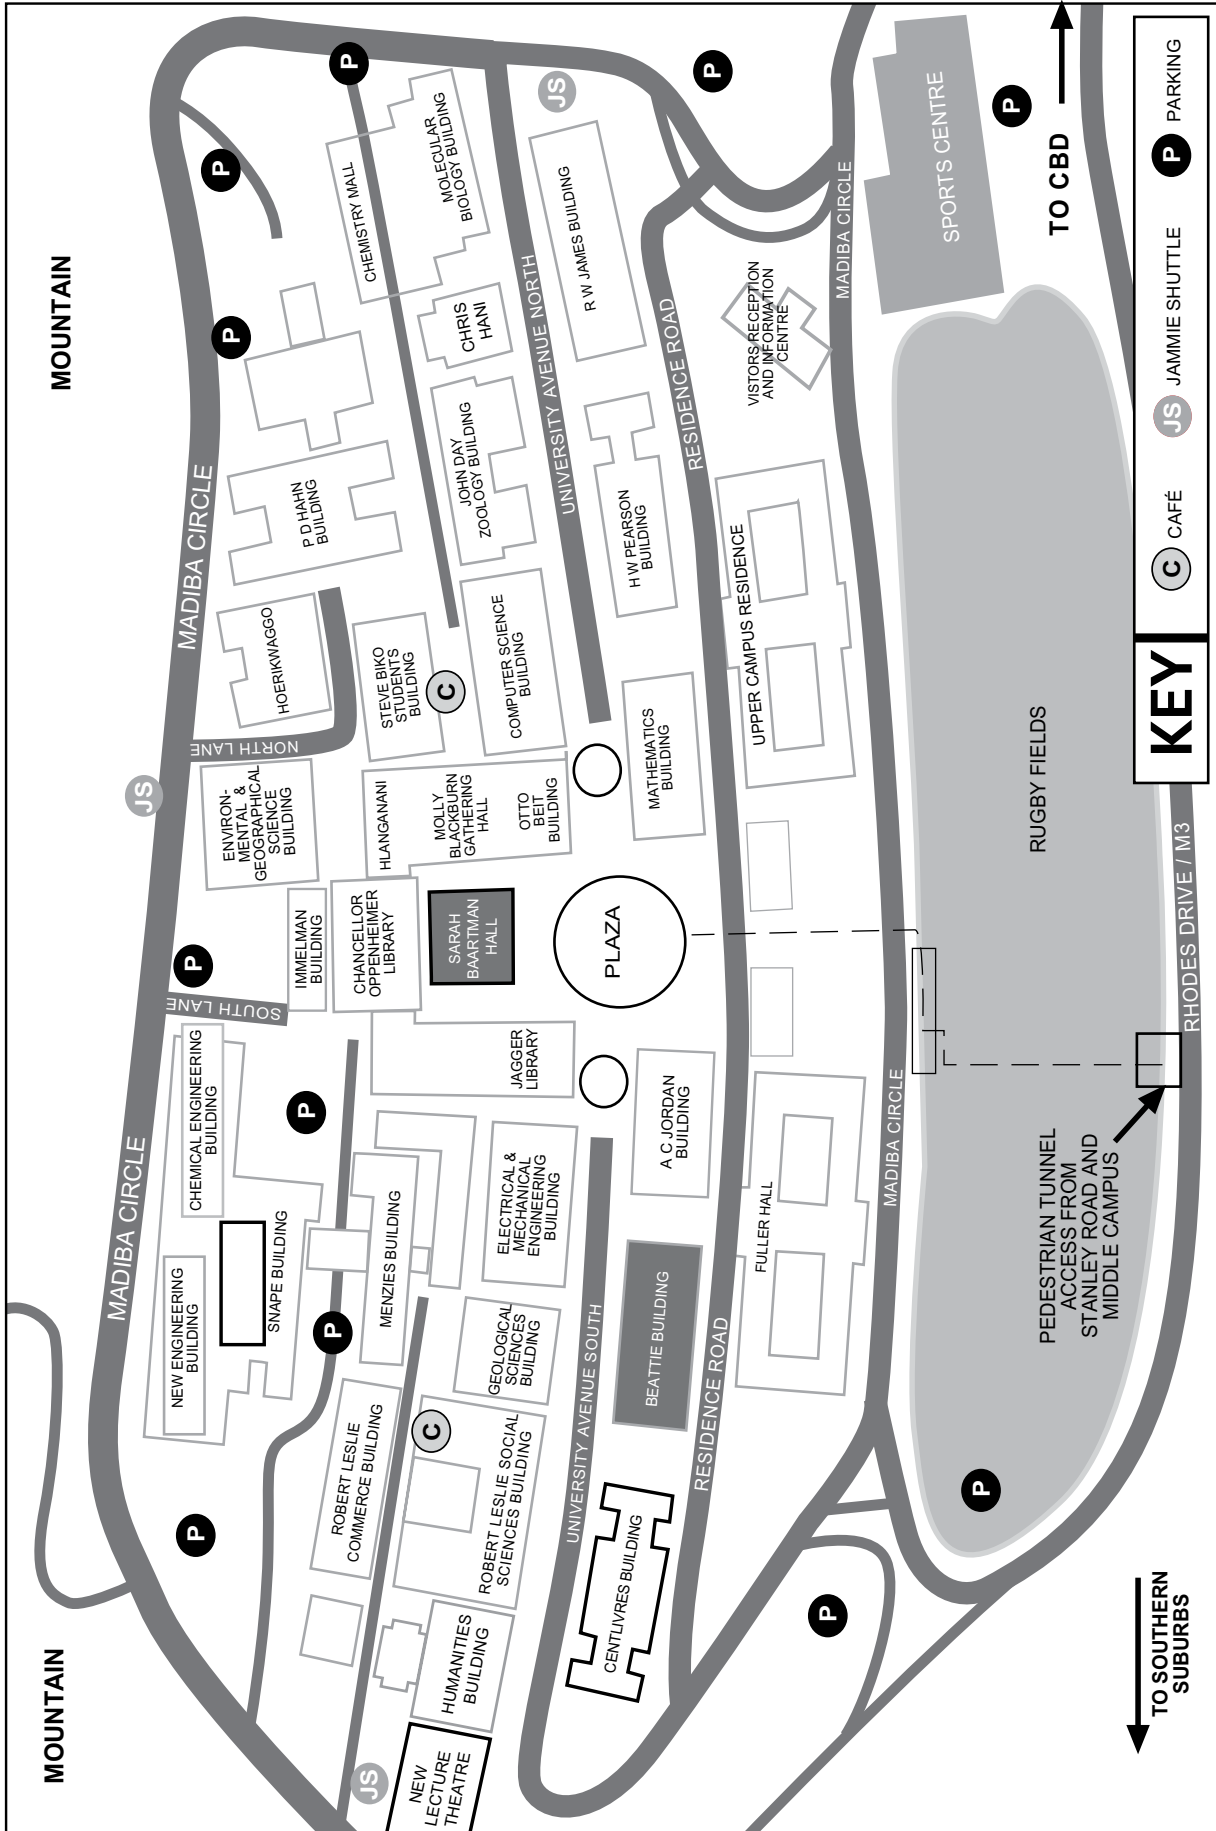 MOUNTAIN
MOUNTAIN
MADIBA CIRCLE
MADIBA CIRCLE
JS
P
P
P
P
P
NEW ENGINEERING
BUILDING
CHEMICAL ENGINEERING
BUILDING
SNAPE BUILDING
SOUTH LANE
NORTH LANE
ENVIRON-
MENTAL &
GEOGRAPHICAL
SCIENCE
BUILDING
HOERIKWAGGO
P D HAHN
BUILDING
P
P
P
IMMELMAN
BUILDING
CHANCELLOR
OPPENHEIMER
LIBRARY
HLANGANANI
MOLLY
BLACKBURN
GATHERING
HALL
OTTO
BEIT
BUILDING
STEVE BIKO
STUDENTS
BUILDING
C
CHEMISTRY MALL
MOLECULAR
BIOLOGY BUILDING
CHRIS
HANI
JOHN DAY
ZOOLOGY BUILDING
COMPUTER SCIENCE
BUILDING
ROBERT LESLIE
COMMERCE BUILDING
MENZIES BUILDING
SARAH
BAARTMAN
HALL
JS
NEW
LECTURE
THEATRE
HUMANITIES
BUILDING
C
ROBERT LESLIE SOCIAL
SCIENCES BUILDING
GEOLOGICAL
SCIENCES
BUILDING
ELECTRICAL &
MECHANICAL
ENGINEERING
BUILDING
JAGGER
LIBRARY
JS
UNIVERSITY AVENUE SOUTH
UNIVERSITY AVENUE NORTH
R W JAMES BUILDING
CENTLIVRES BUILDING
BEATTIE BUILDING
A C JORDAN
BUILDING
PLAZA
MATHEMATICS
BUILDING
H W PEARSON
BUILDING
RESIDENCE ROAD
RESIDENCE ROAD
P
FULLER HALL
UPPER CAMPUS RESIDENCE
VISTORS RECEPTION
AND INFORMATION
CENTRE
P
MADIBA CIRCLE
MADIBA CIRCLE
SPORTS CENTRE
P
P
RUGBY FIELDS
PEDESTRIAN TUNNEL
ACCESS FROM
STANLEY ROAD AND
MIDDLE CAMPUS
TO CBD
TO SOUTHERN
SUBURBS
RHODES DRIVE / M3
KEY
C CAFÉ
JS JAMMIE SHUTTLE
P PARKING